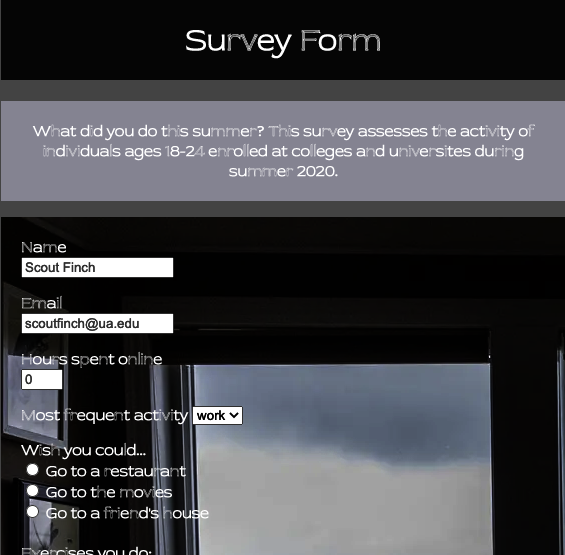 Survey Form
What did you do this summer? This survey assesses the activity of
individuals ages 18-24 enrolled at colleges and universites during
summer 2020.
Name
Scout Finch
Email
scoutfinch@ua.edu
Hours spent online
0
Most frequent activity work
Wish you could...
Go to a restaurant
Go to the movies
Go to a friend's house
Exercises you do: